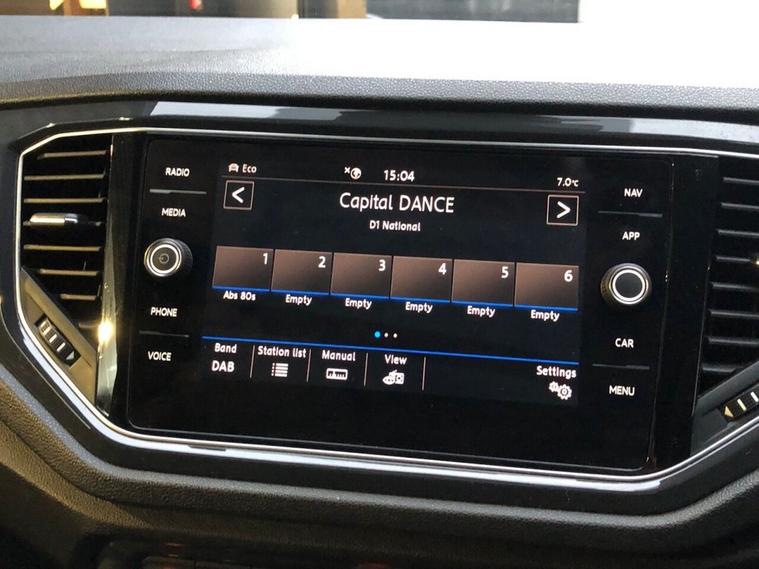 RADIO
MEDIA
PHONE
VOICE
Eco
15:04
7.0°C
<
Capital DANCE
>
D1 National
1 2 3 4 5 6
Abs 80s Empty Empty Empty Empty Empty
Band Station list Manual View Settings
DAB
NAV
APP
CAR
MENU